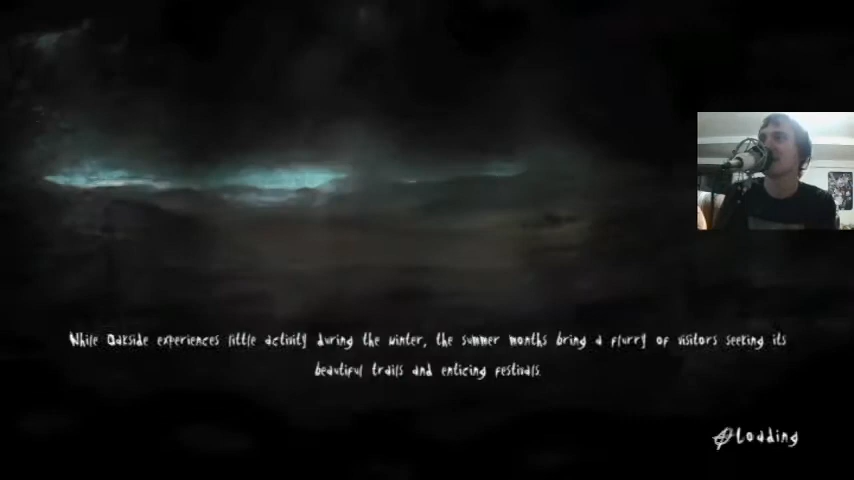 While Oakside experiences little activity during the winter, the summer months bring a flurry of visitors seeking its
beautiful trails and enticing festivals.
Loading